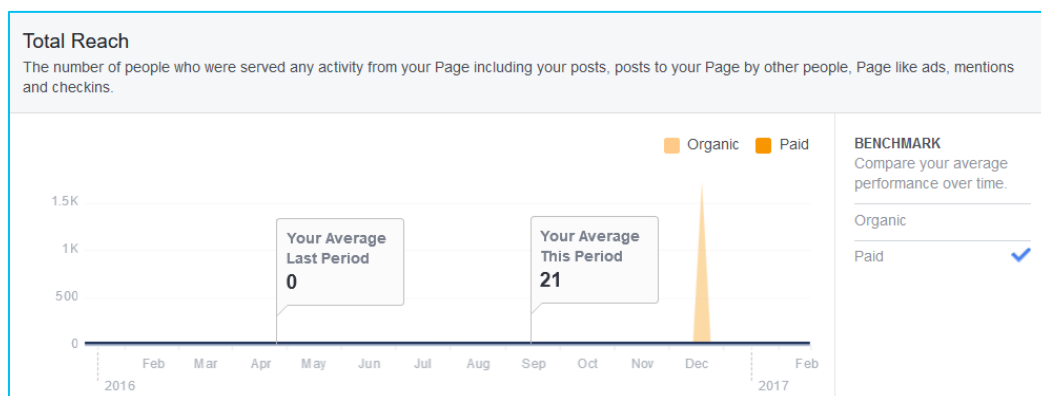 Total Reach
The number of people who were served any activity from your Page including your posts, posts to your Page by other people, Page like ads, mentions
and checkins.
Organic Paid
BENCHMARK
Compare your average
performance over time.
Organic
Paid
1.5K
1K
500
0
Your Average
Last Period
0
Your Average
This Period
21
Feb Mar Apr May Jun Jul Aug Sep Oct Nov Dec Feb
2016 2017